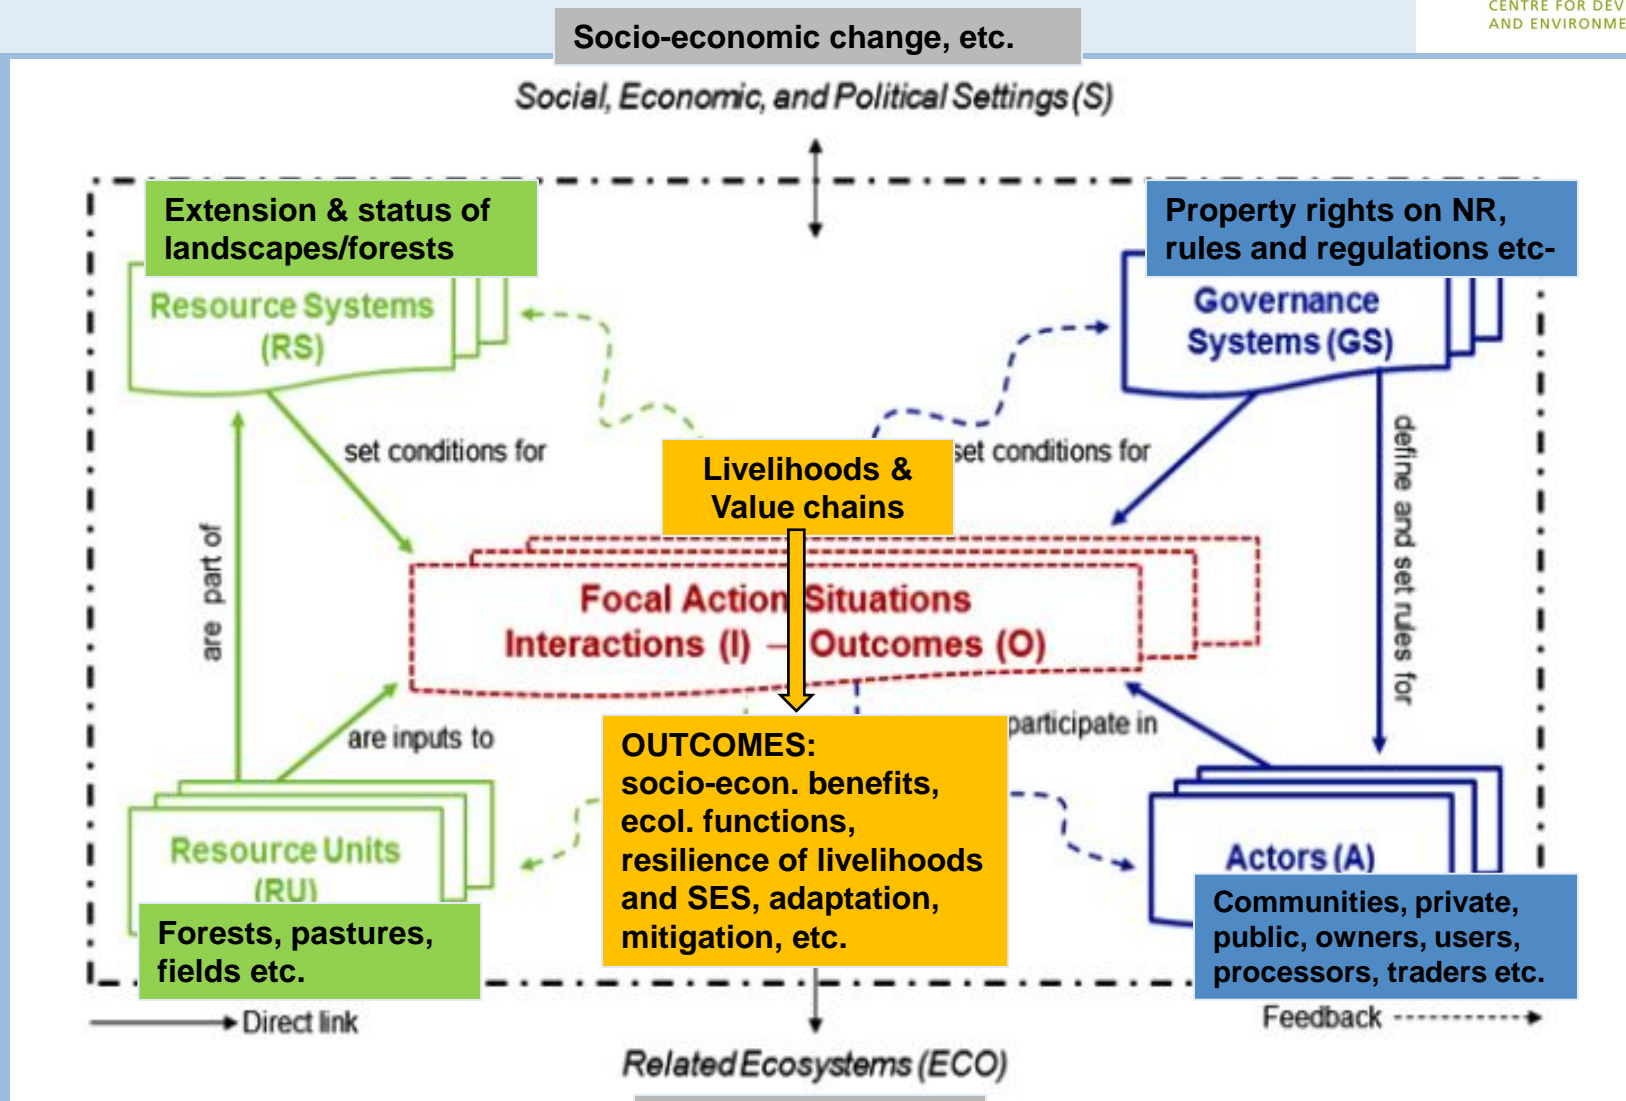 CENTRE FOR DEV
AND ENVIRONME
Socio-economic change, etc.
Social, Economic, and Political Settings (S)
Extension & status of
landscapes/forests
Property rights on NR,
rules and regulations etc-
Resource Systems
(RS)
Governance
Systems (GS)
set conditions for
Livelihoods &
Value chains
set conditions for
define and set rules for
are part of
Focal Action Situations
Interactions (I) – Outcomes (O)
are inputs to
participate in
OUTCOMES:
socio-econ. benefits,
ecol. functions,
resilience of livelihoods
and SES, adaptation,
mitigation, etc.
Resource Units
(RU)
Actors (A)
Forests, pastures,
fields etc.
Communities, private,
public, owners, users,
processors, traders etc.
Direct link
Feedback
Related Ecosystems (ECO)